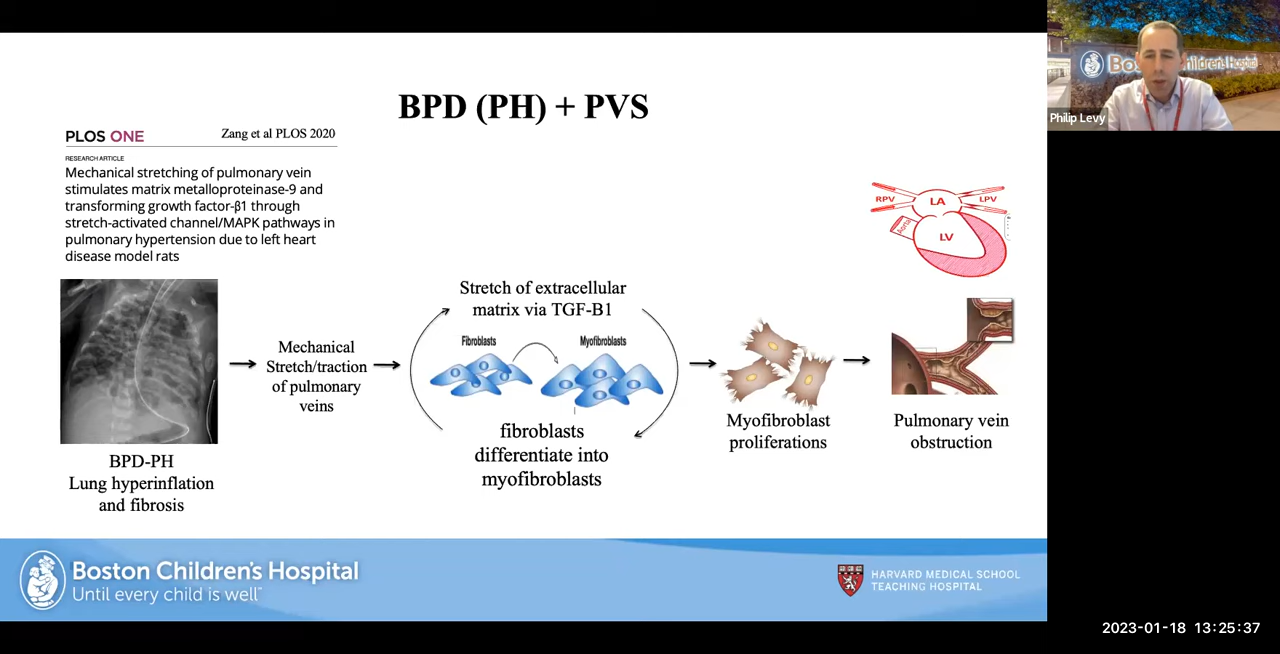 BPD (PH) + PVS
PLOS ONE
Zang et al PLOS 2020
RESEARCH ARTICLE
Mechanical stretching of pulmonary vein
stimulates matrix metalloproteinase-9 and
transforming growth factor-β1 through
stretch-activated channel/MAPK pathways in
pulmonary hypertension due to left heart
disease model rats
BPD-PH
Lung hyperinflation
and fibrosis
Mechanical
Stretch/traction
of pulmonary
veins
Stretch of extracellular
matrix via TGF-B1
Fibroblasts
Myofibroblasts
fibroblasts
differentiate into
myofibroblasts
Myofibroblast
proliferations
RPV
LA
LPV
Aorta
LV
Pulmonary vein
obstruction
Boston Children's Hospital
Until every child is well
HARVARD MEDICAL SCHOOL
TEACHING HOSPITAL
Philip Levy
2023-01-18 13:25:37